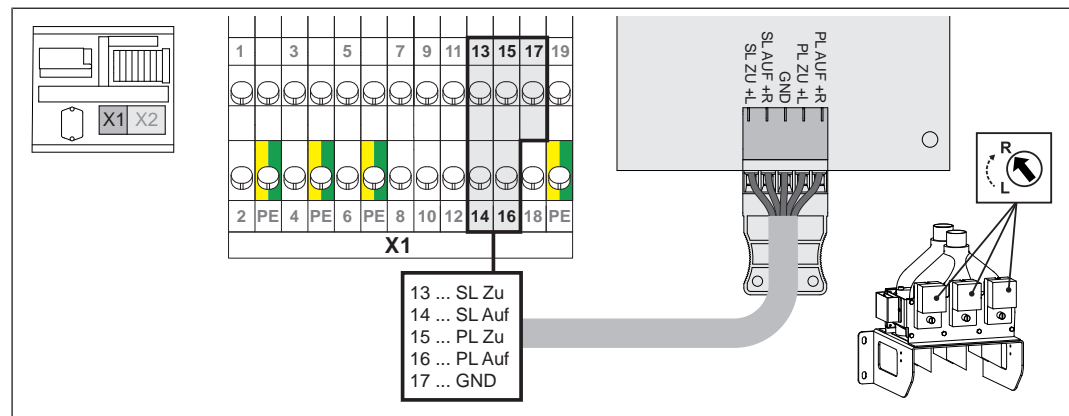 X1 X2
1 3 5 7 9 11 13 15 17 19
2 PE 4 PE 6 PE 8 10 12 14 16 18 PE
X1
13 ... SL Zu
14 ... SL Auf
15 ... PL Zu
16 ... PL Auf
17 ... GND
SL ZU +L
SL AUF +R
GND
PL ZU +L
PL AUF +R
R
L